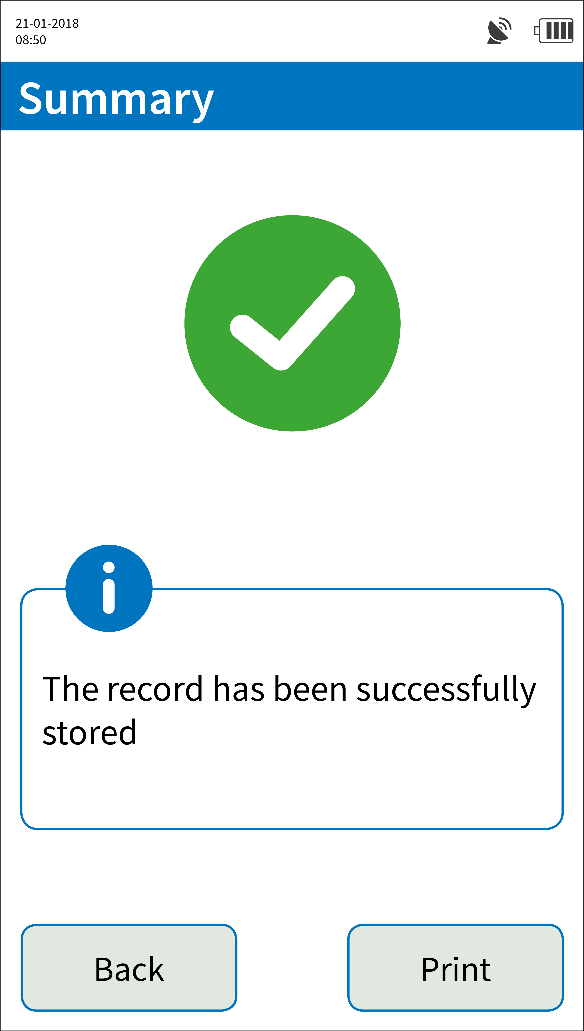 21-01-2018
08:50
Summary
The record has been successfully
stored
Back
Print